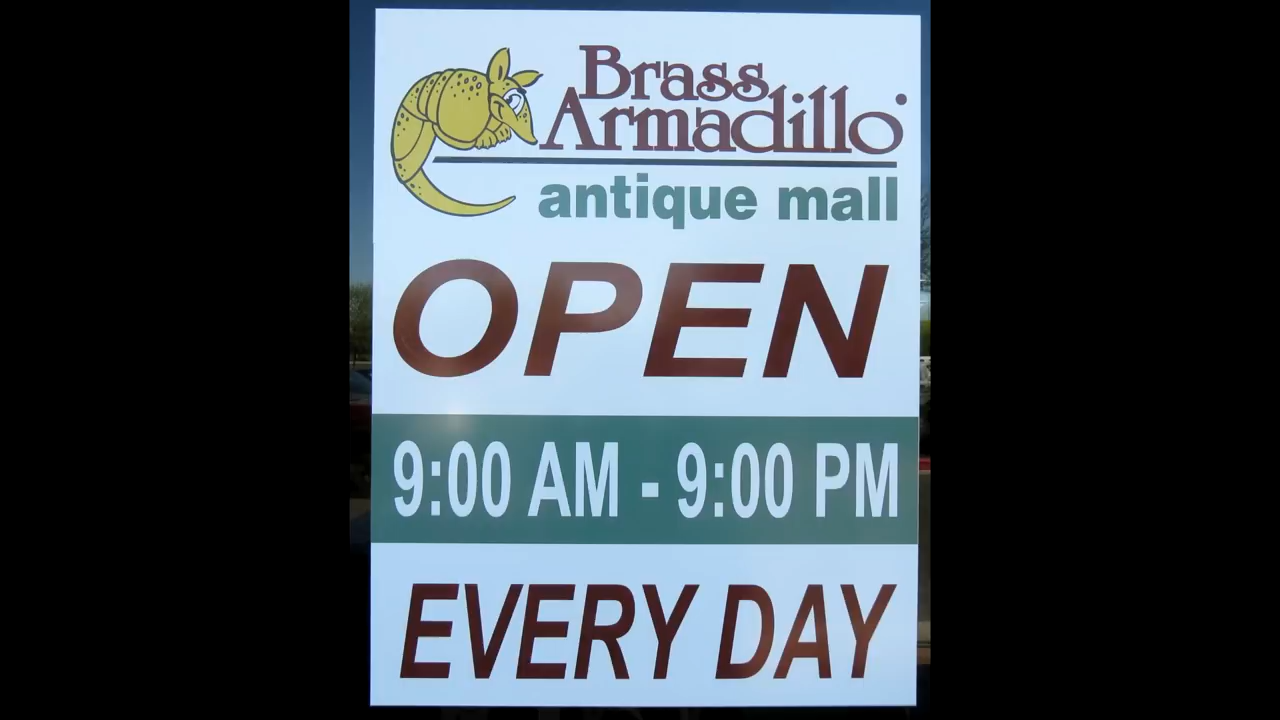 Brass
Armadillo
antique mall
OPEN
9:00 AM - 9:00 PM
EVERY DAY